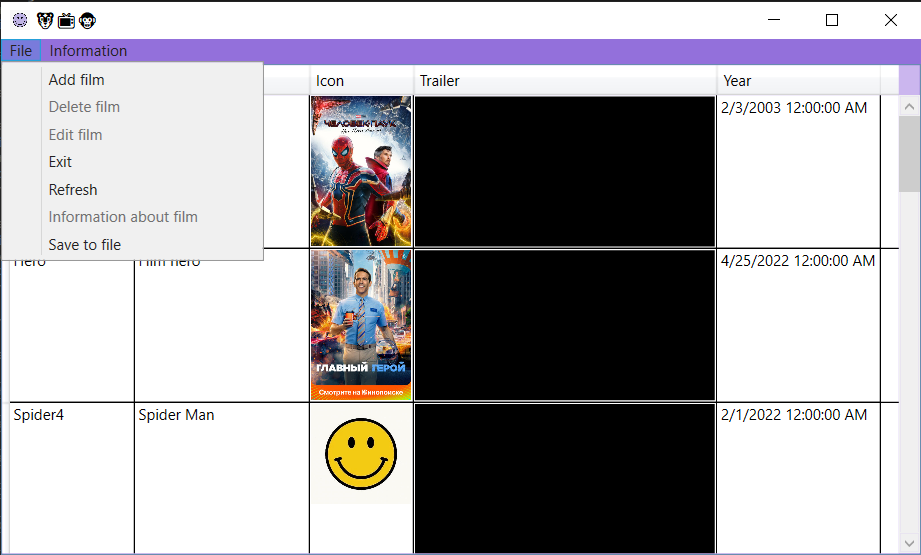 File Information
Icon Trailer Year
Add film
Delete film
Edit film
Exit
Refresh
Information about film
Save to file
ЧЕЛОВЕК-ПАУК
2/3/2003 12:00:00 AM
Hero Film hero
4/25/2022 12:00:00 AM
ГЛАВНЫЙ ГЕРОЙ
Смотрите на Кинопоиске
Spider4 Spider Man
2/1/2022 12:00:00 AM